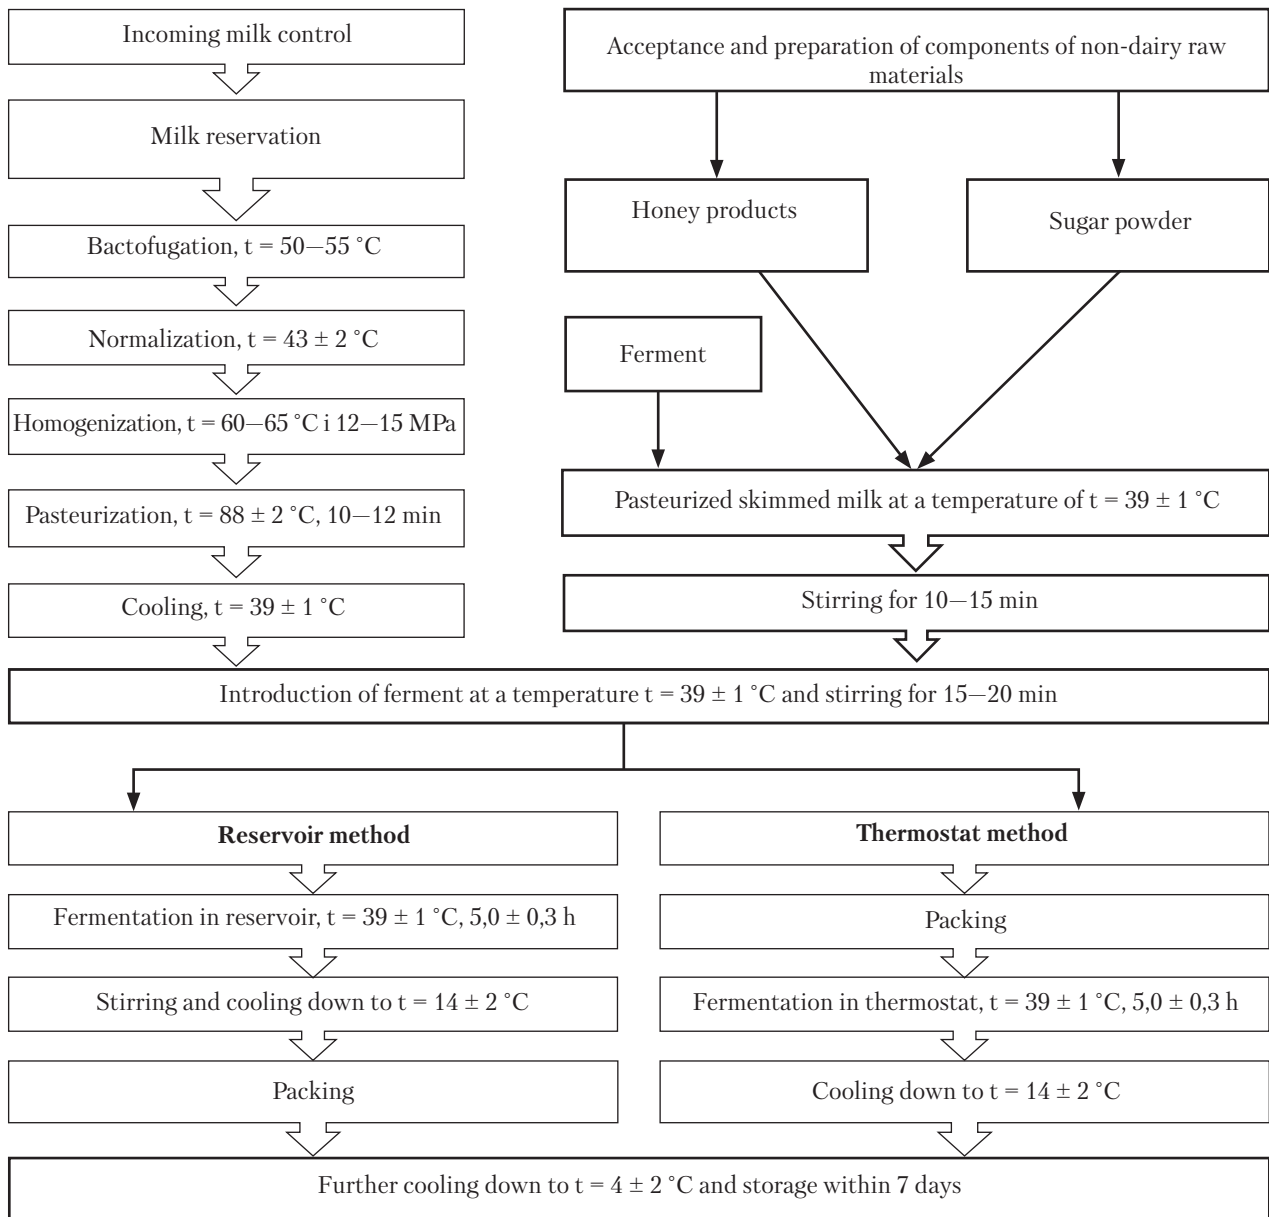 Incoming milk control
Milk reservation
Bactofugation, t = 50—55 °C
Normalization, t = 43 ± 2 °C
Homogenization, t = 60—65 °C i 12—15 MPa
Pasteurization, t = 88 ± 2 °C, 10—12 min
Cooling, t = 39 ± 1 °C
Acceptance and preparation of components of non-dairy raw
materials
Honey products
Sugar powder
Ferment
Pasteurized skimmed milk at a temperature of t = 39 ± 1 °C
Stirring for 10—15 min
Introduction of ferment at a temperature t = 39 ± 1 °C and stirring for 15—20 min
Reservoir method
Fermentation in reservoir, t = 39 ± 1 °C, 5,0 ± 0,3 h
Stirring and cooling down to t = 14 ± 2 °C
Packing
Thermostat method
Packing
Fermentation in thermostat, t = 39 ± 1 °C, 5,0 ± 0,3 h
Cooling down to t = 14 ± 2 °C
Further cooling down to t = 4 ± 2 °C and storage within 7 days